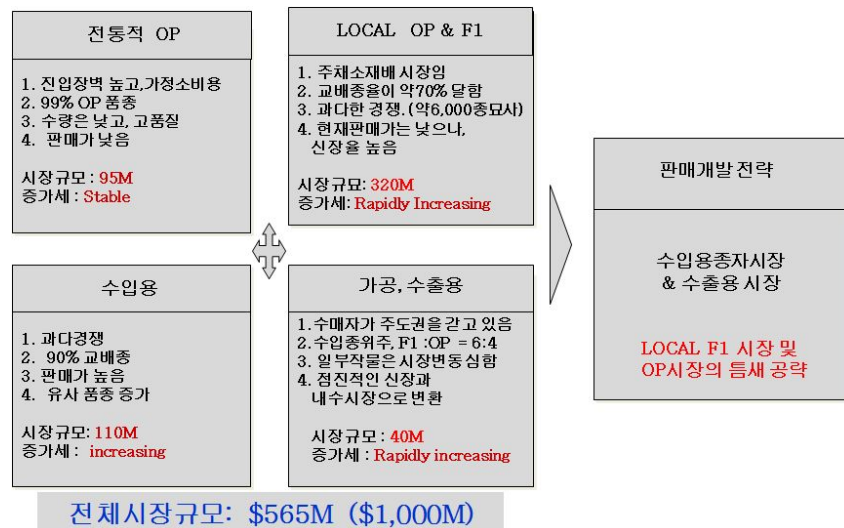 전통적 OP
1. 진입장벽 높고,가정소비용
2. 99% OP 품종
3. 수량은 낮고, 고품질
4. 판매가 낮음
시장규모 : 95M
증가세 : Stable
LOCAL OP & F1
1. 주채소재배 시장임
2. 교배종율이 약70% 달함
3. 과다한 경쟁.(약6,000종묘사)
4. 현재판매가는 낮으나,
신장율 높음
시장규묘: 320M
증가세: Rapidly Increasing
수입용
1. 과다경쟁
2. 90% 교배종
3. 판매가 높음
4. 유사 품종 증가
시장규모: 110M
증가세 : increasing
가공, 수출용
1.수매자가 주도권을 갇고 있음
2.수입종위주, F1 :OP = 6:4
3. 일부작물은 시장변동 심함
4. 점진적인 신장과
내수시장으로 변환
시장규모 : 40M
증가세 : Rapidly increasing
판매개발 전략
수입용종자시장
& 수출용 시장
LOCAL F1 시장 및
OP시장의 틈새 공략
전체시장규모: $565M ($1,000M)